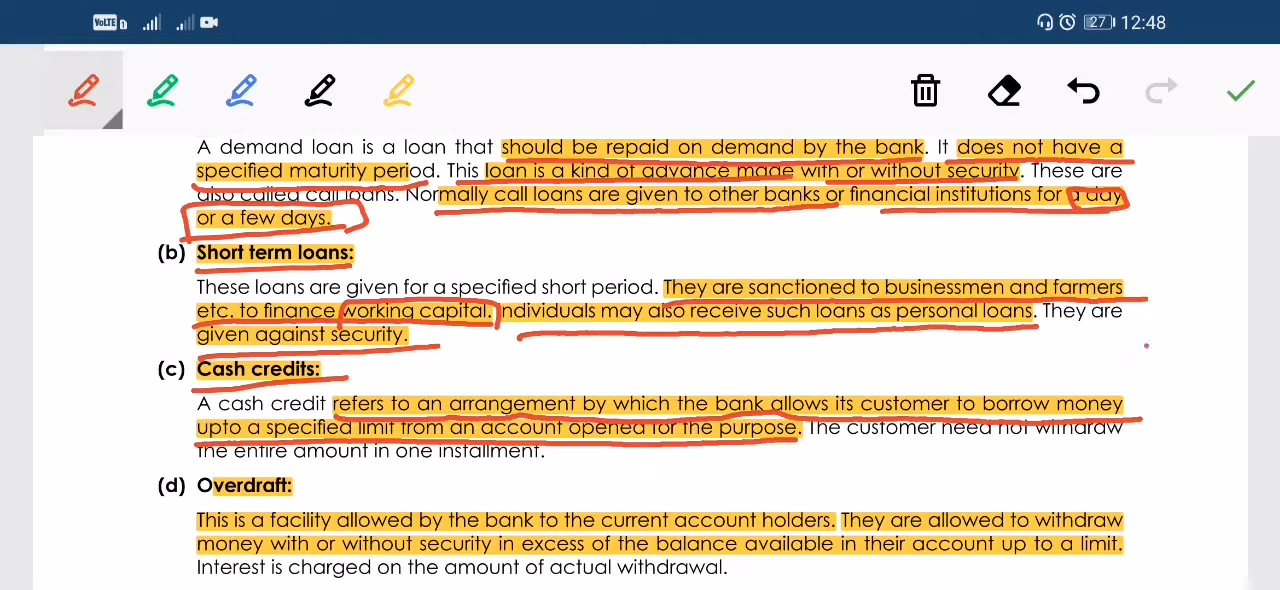 VoLTE 1 27 12:48
A demand loan is a loan that should be repaid on demand by the bank. It does not have a
specified maturity period. This loan is a kind of advance made with or without security. These are
also called call loans. Normally call loans are given to other banks or financial institutions for a day
or a few days.
(b) Short term loans:
These loans are given for a specified short period. They are sanctioned to businessmen and farmers
etc. to finance working capital. Individuals may also receive such loans as personal loans. They are
given against security.
(c) Cash credits:
A cash credit refers to an arrangement by which the bank allows its customer to borrow money
upto a specified limit from an account opened for the purpose. The customer need not withdraw
the entire amount in one installment.
(d) Overdraft:
This is a facility allowed by the bank to the current account holders. They are allowed to withdraw
money with or without security in excess of the balance available in their account up to a limit.
Interest is charged on the amount of actual withdrawal.